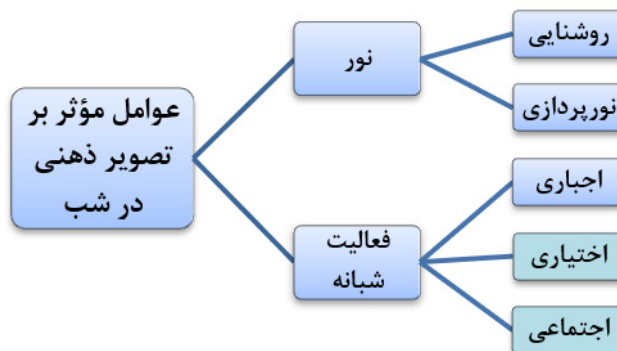 عوامل مؤثر بر
تصویر ذهنی
در شب
نور
روشنایی
نورپردازی
فعالیت
شبانه
اجباری
اختیاری
اجتماعی